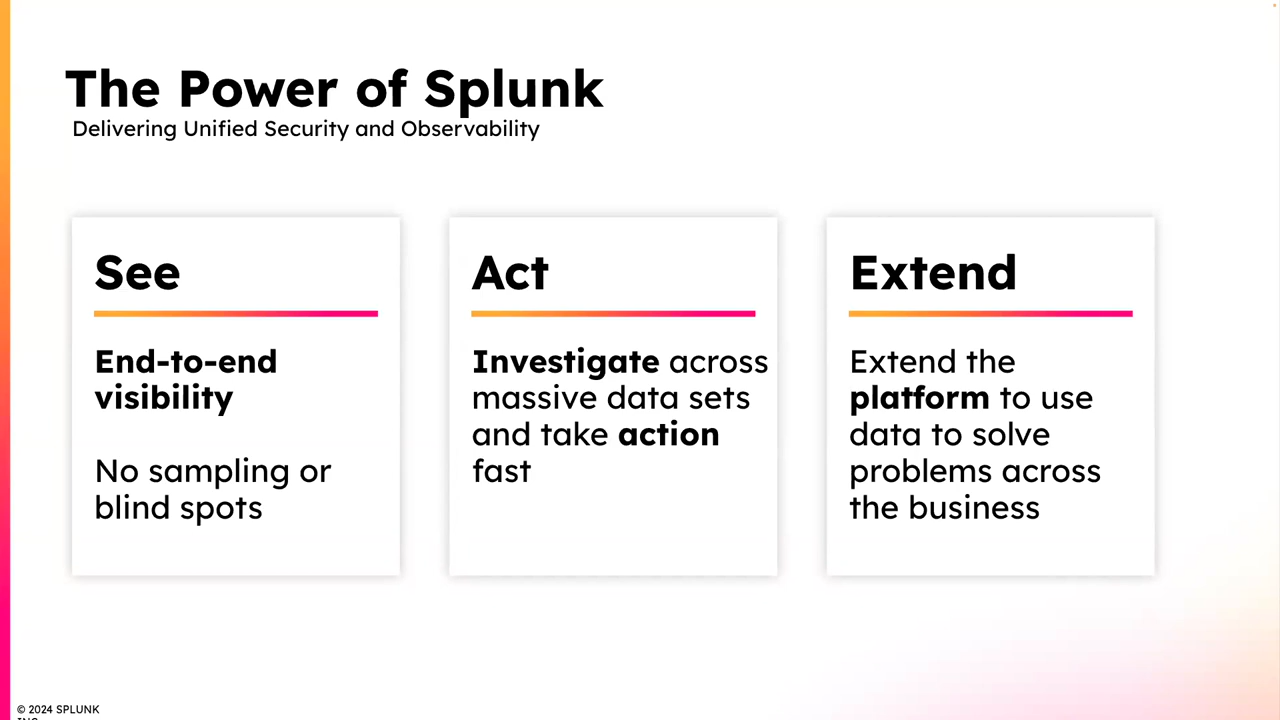 The Power of Splunk
Delivering Unified Security and Observability
See
End-to-end
visibility
No sampling or
blind spots
Act
Investigate across
massive data sets
and take action
fast
Extend
Extend the
platform to use
data to solve
problems across
the business
© 2024 SPLUNK
INC